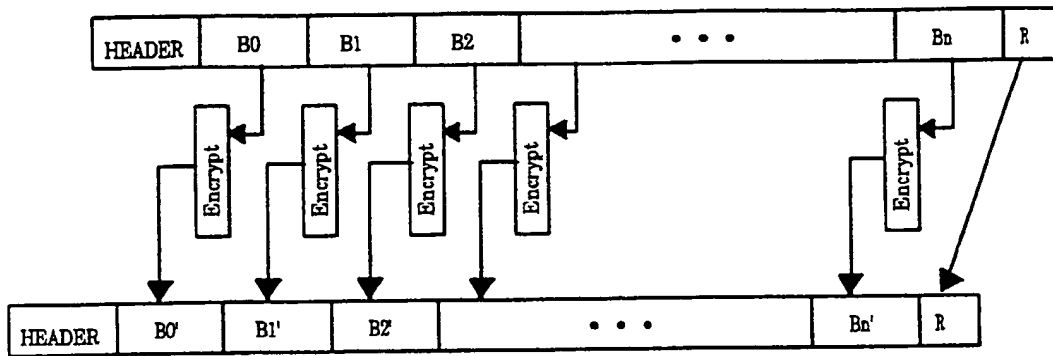 HEADER B0 B1 B2 • • • Bn R
Encrypt Encrypt Encrypt Encrypt Encrypt
HEADER B0' B1' B2' • • • Bn' R